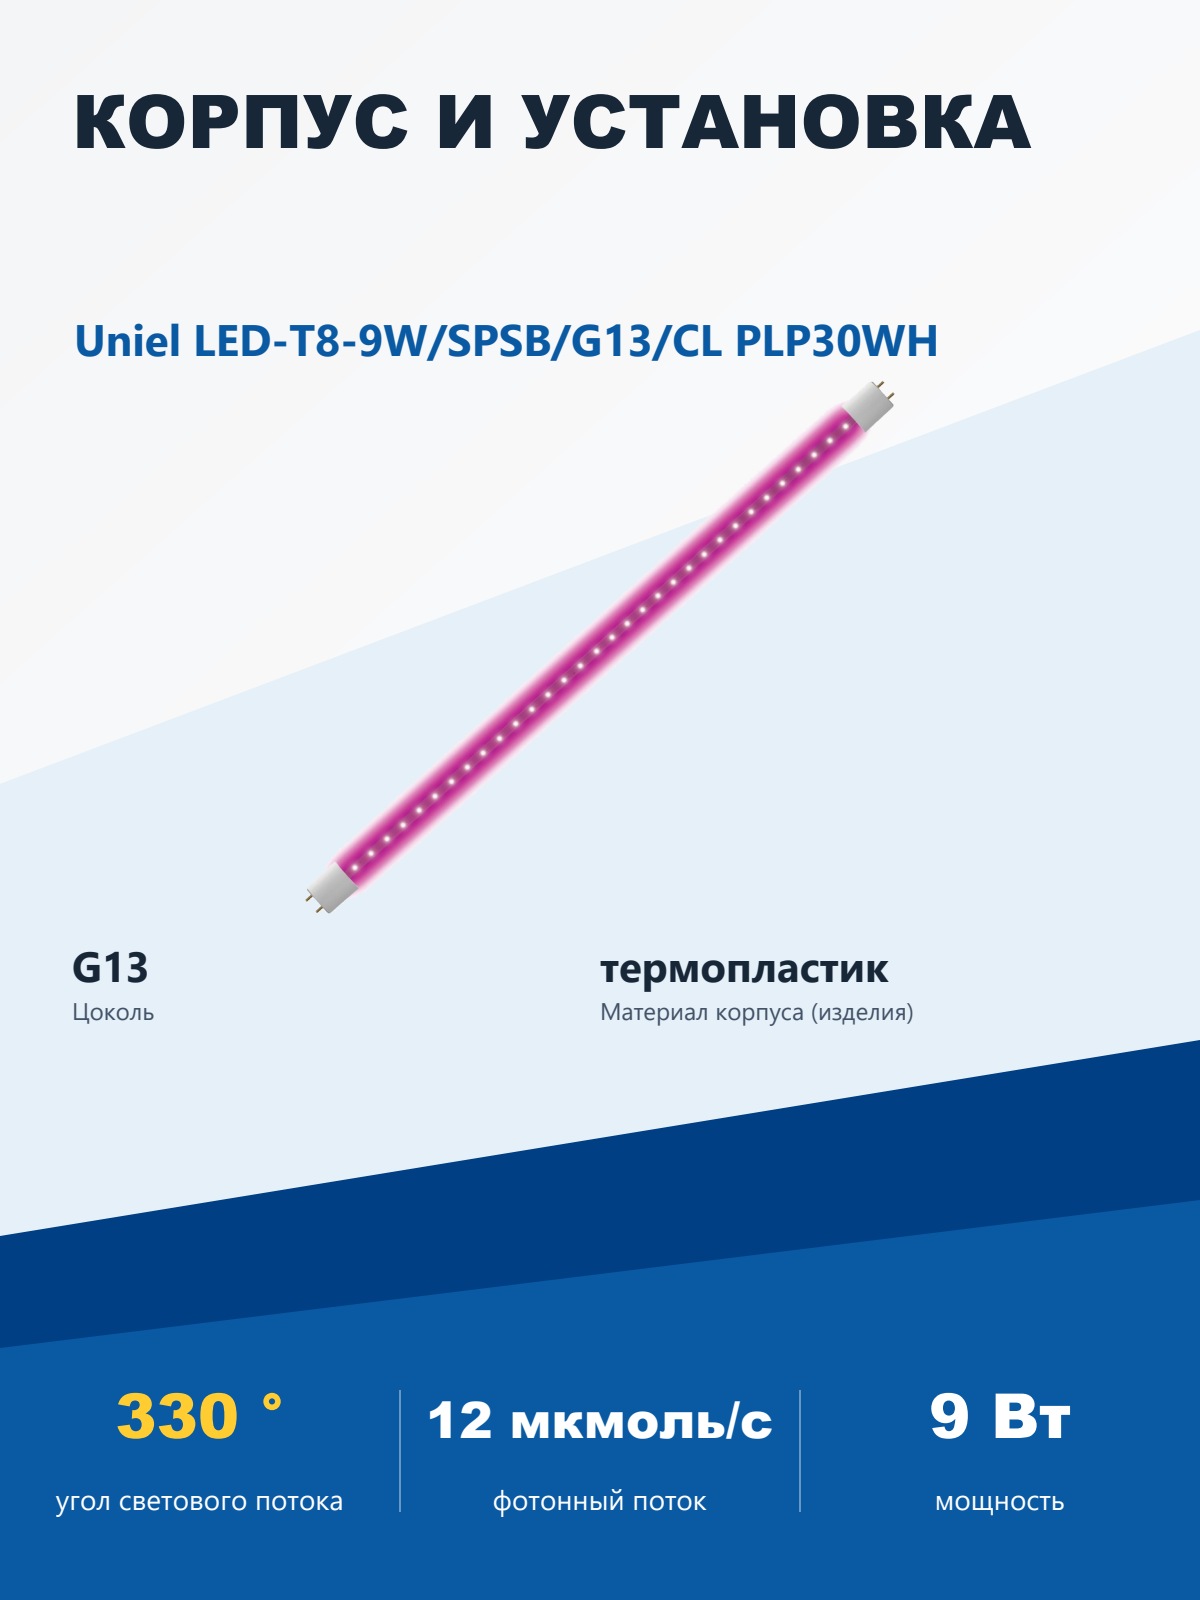 КОРПУС И УСТАНОВКА
Uniel LED-T8-9W/SPSB/G13/CL PLP30WH
G13
Цоколь
термопластик
Материал корпуса (изделия)
330 °
угол светового потока
12 мкмоль/с
фотонный поток
9 Вт
мощность